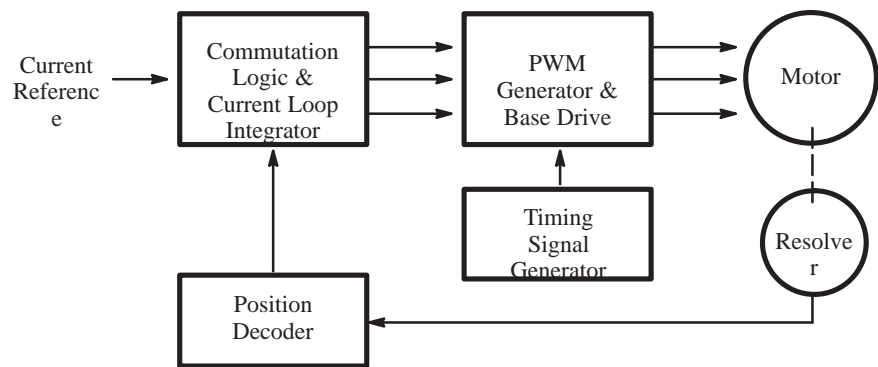 Current
Referenc
e
Commutation
Logic &
Current Loop
Integrator
PWM
Generator &
Base Drive
Motor
Timing
Signal
Generator
Resolve
r
Position
Decoder